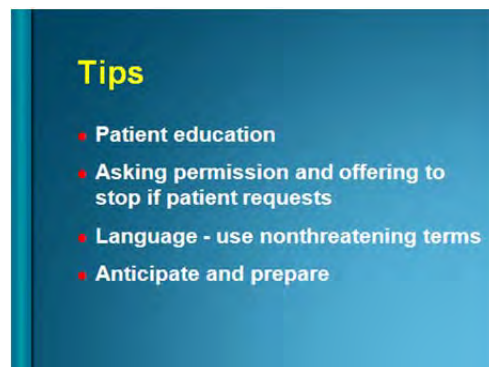 Tips
Patient education
Asking permission and offering to
stop if patient requests
Language - use nonthreatening terms
Anticipate and prepare